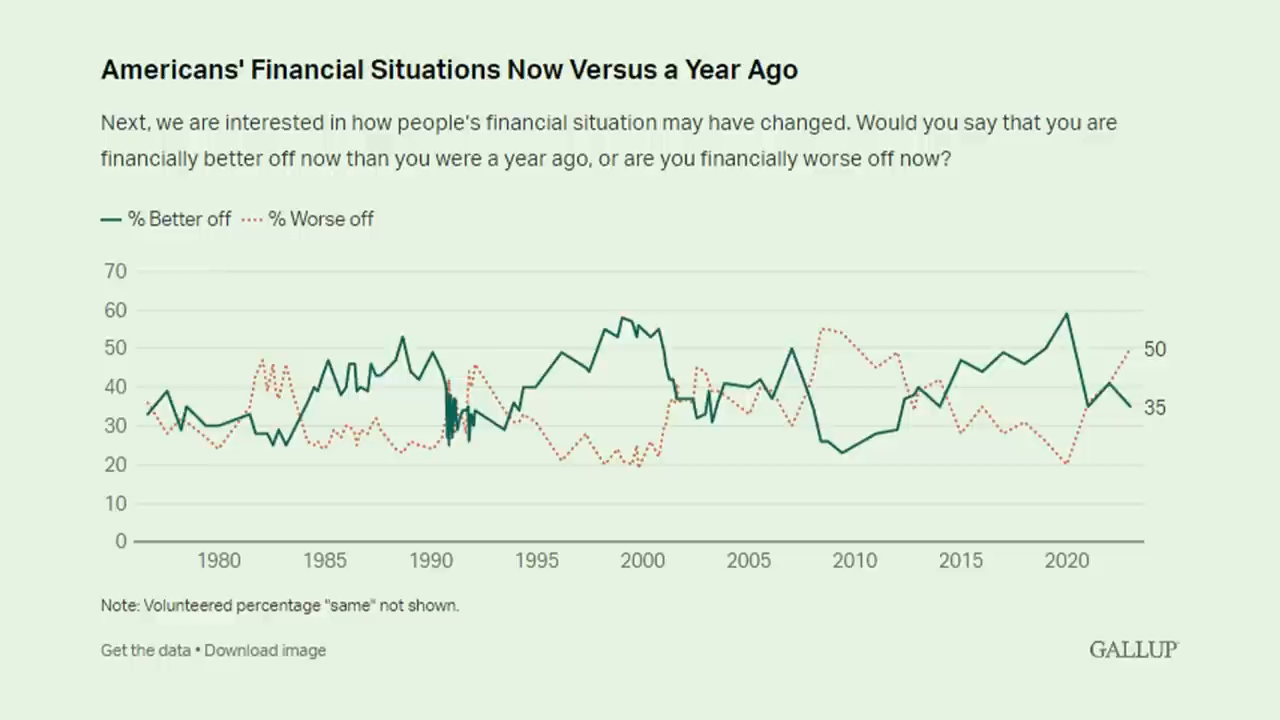 Americans' Financial Situations Now Versus a Year Ago
Next, we are interested in how people's financial situation may have changed. Would you say that you are
financially better off now than you were a year ago, or are you financially worse off now?
% Better off % Worse off
70
60
50
40
30
20
10
0
50
35
1980 1985 1990 1995 2000 2005 2010 2015 2020
Note: Volunteered percentage "same" not shown.
Get the data • Download image
GALLUP